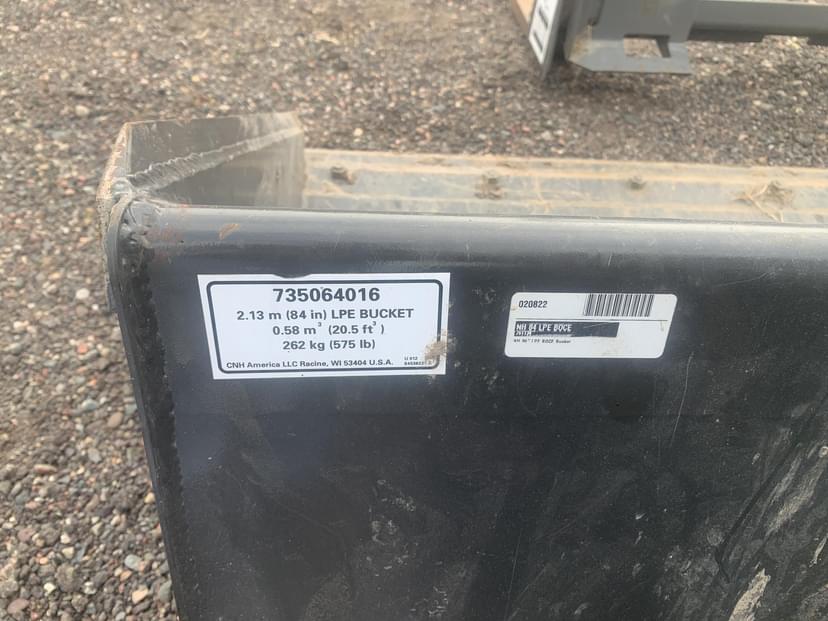 735064016
2.13 m (84 in) LPE BUCKET
0.58 m³ (20.5 ft³)
262 kg (575 lb)
CNH America LLC Racine, WI 53404 U.S.A.
020822
NH 84 LPE BOCE